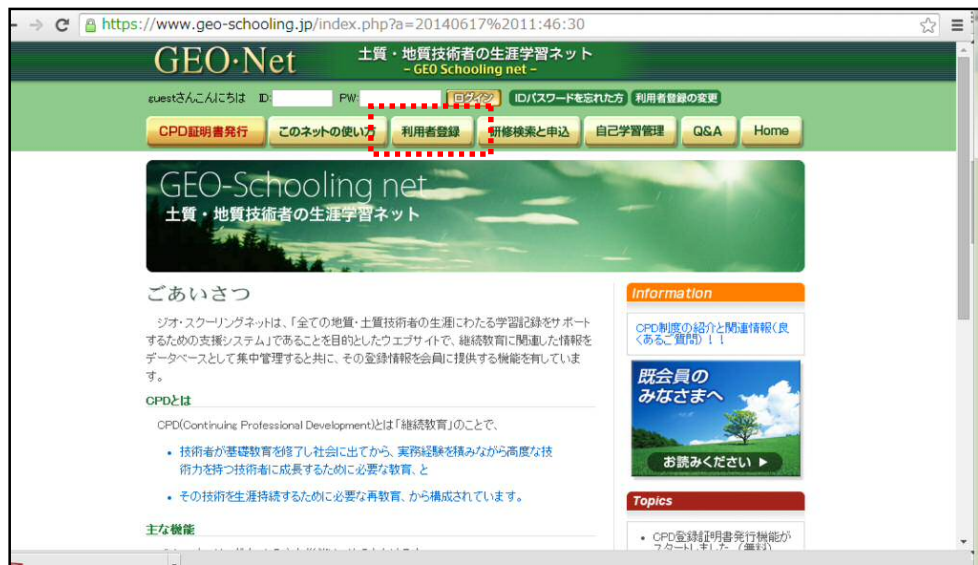 https://www.geo-schooling.jp/index.php?a=20140617%2011:46:30
GEO·Net 土質・地質技術者の生涯学習ネット
– GEO Schooling net –
guestさんこんにちは ID: PW: ログイン IDパスワードを忘れた方 利用者登録の変更
CPD証明書発行 このネットの使い方 利用者登録 研修検索と申込 自己学習管理 Q&A Home
GEO-Schooling net
土質・地質技術者の生涯学習ネット
ごあいさつ
ジオ・スクーリングネットは、「全ての地質・土質技術者の生涯にわたる学習記録をサポート
するための支援システム」であることを目的としたウェブサイトで、継続教育に関連した情報を
データベースとして集中管理すると共に、その登録情報を会員に提供する機能を有していま
す。
CPDとは
CPD(Continuing Professional Development)とは「継続教育」のことで、
• 技術者が基礎教育を修了し社会に出てから、実務経験を積みながら高度な技
術力を持つ技術者に成長するために必要な教育、と
• その技術を生涯持続するために必要な再教育、から構成されています。
主な機能
Information
CPD制度の紹介と関連情報(良
くあるご質問)!!
既会員の
みなさまへ
お読みください ▶
Topics
• CPD登録証明書発行機能が
スタートしました (無料)